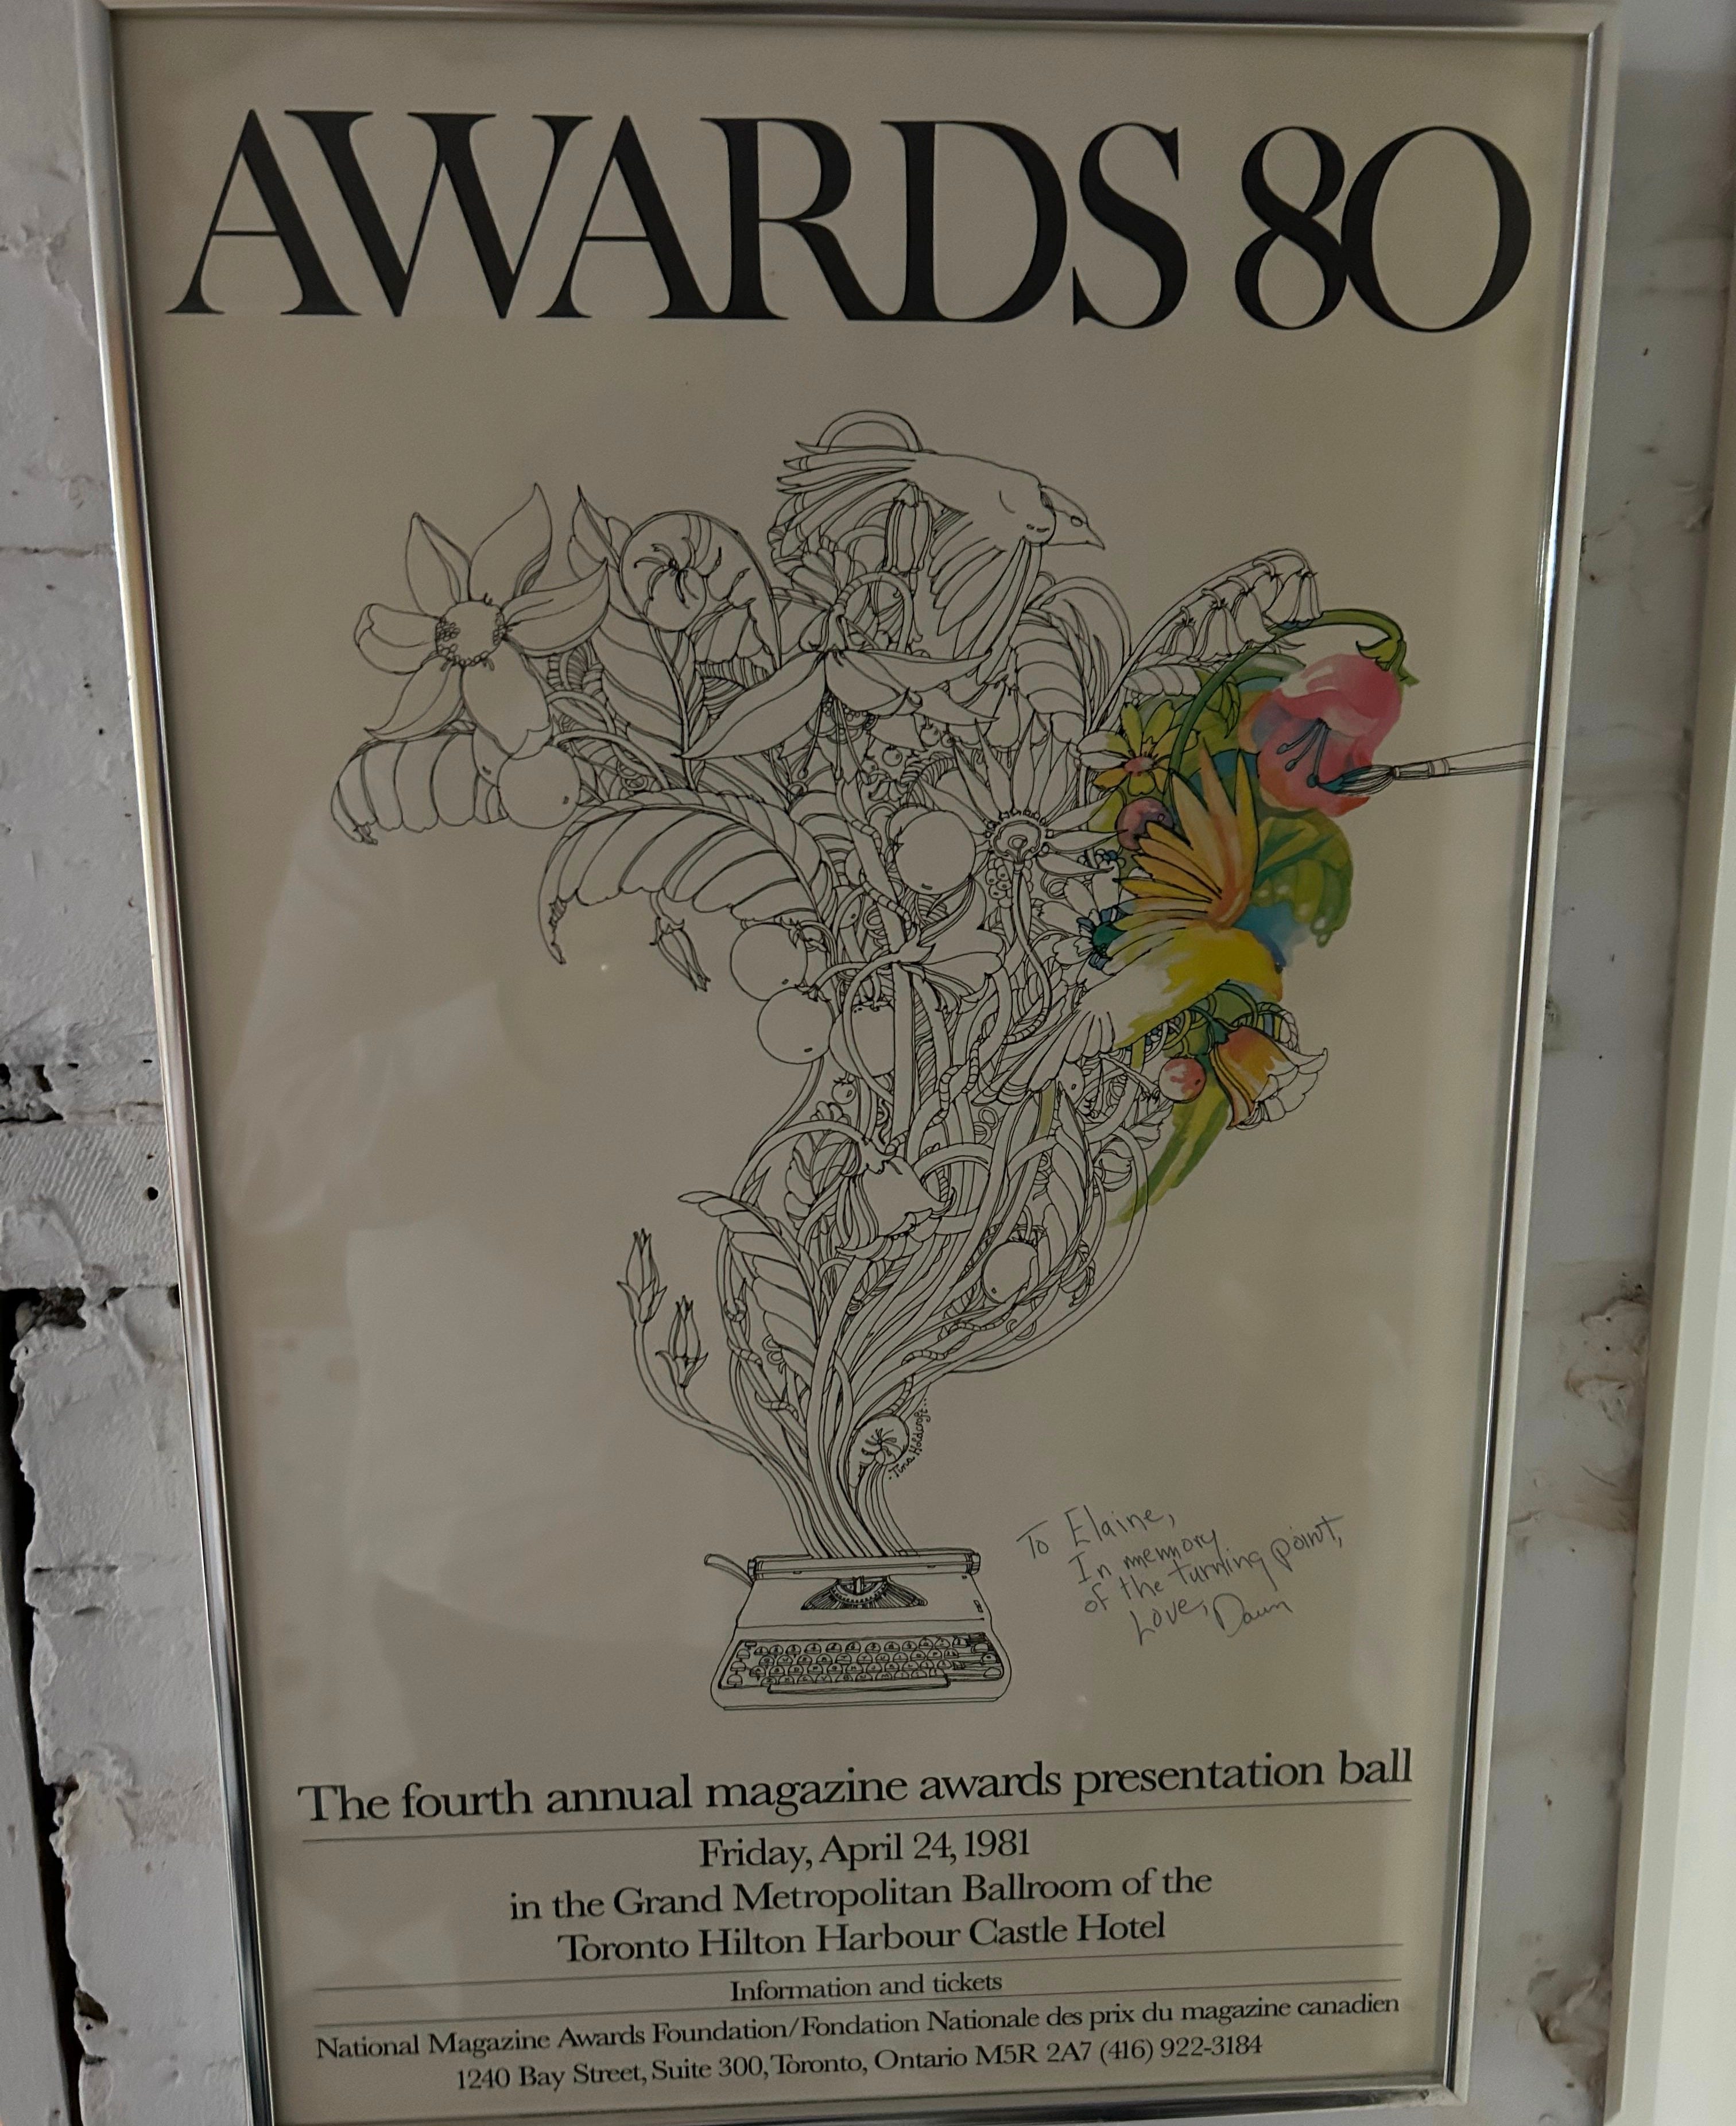 AWARDS 80
Tina Holdcroft
To Elaine,
In memory
of the turning point,
Love, Dawn
The fourth annual magazine awards presentation ball
Friday, April 24, 1981
in the Grand Metropolitan Ballroom of the
Toronto Hilton Harbour Castle Hotel
Information and tickets
National Magazine Awards Foundation/Fondation Nationale des prix du magazine canadien
1240 Bay Street, Suite 300, Toronto, Ontario M5R 2A7 (416) 922-3184